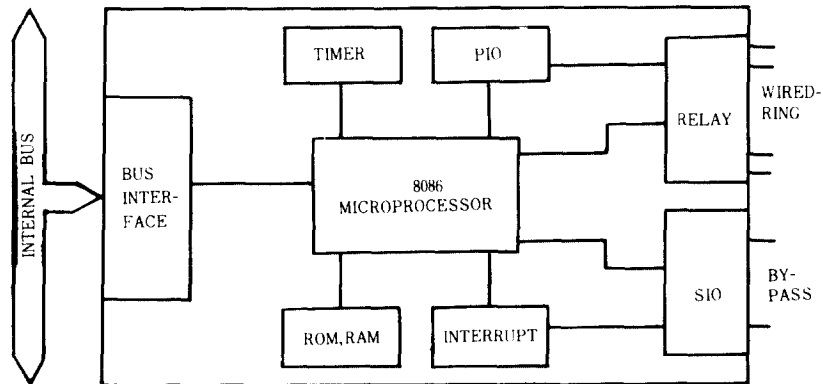 INTERNAL BUS
BUS
INTER-
FACE
TIMER
PIO
8086
MICROPROCESSOR
ROM,RAM
INTERRUPT
RELAY
SIO
WIRED-
RING
BY-
PASS